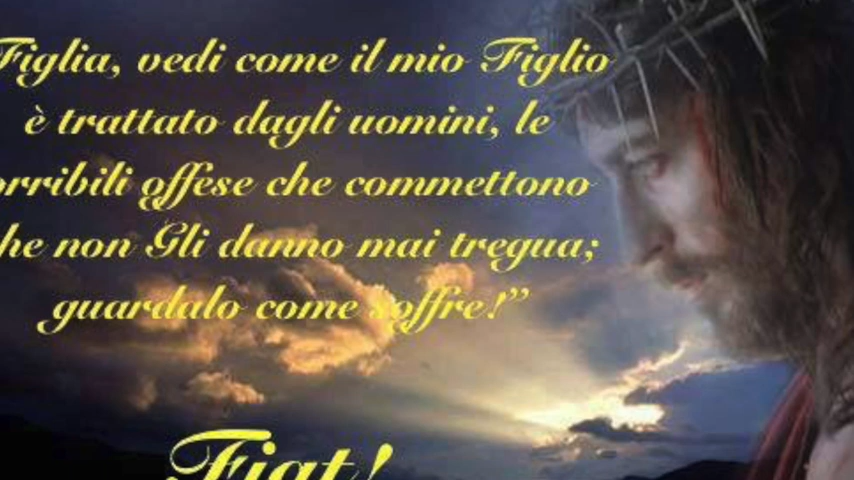 Figlia, vedi come il mio Figlio
è trattato dagli uomini, le
orribili offese che commettono
che non Gli danno mai tregua;
guardalo come soffre!”
Fiat!